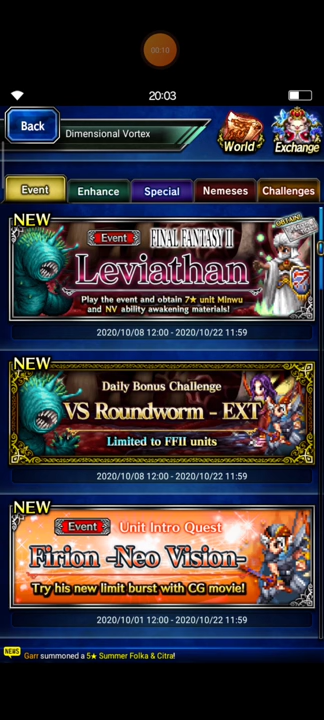 00:10
20:03
Back
Dimensional Vortex
World
Exchange
Event
Enhance
Special
Nemeses
Challenges
NEW
Event
FINAL FANTASY II
OBTAIN!
Leviathan
7
Play the event and obtain 7★ unit Minwu
and NV ability awakening materials!
2020/10/08 12:00 - 2020/10/22 11:59
NEW
Daily Bonus Challenge
VS Roundworm - EXT
Limited to FFII units
2020/10/08 12:00 - 2020/10/22 11:59
NEW
Event
Unit Intro Quest
Firion -Neo Vision-
Try his new limit burst with CG movie!
2020/10/01 12:00 - 2020/10/22 11:59
NEWS
Garr summoned a 5★ Summer Folka & Citra!